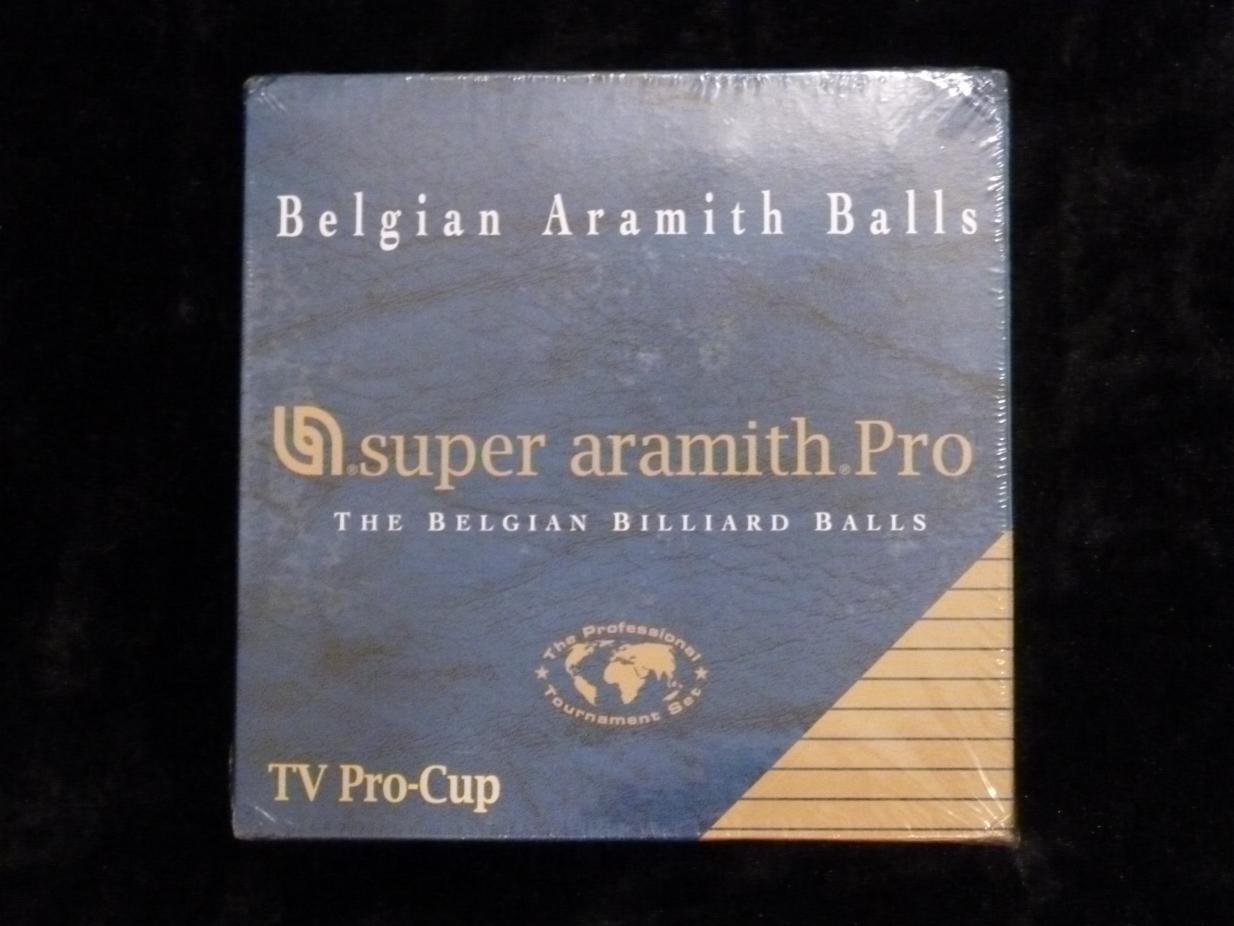 Belgian Aramith Balls
super aramith® Pro
THE BELGIAN BILLIARD BALLS
The Professional
Tournament Set
TV Pro-Cup